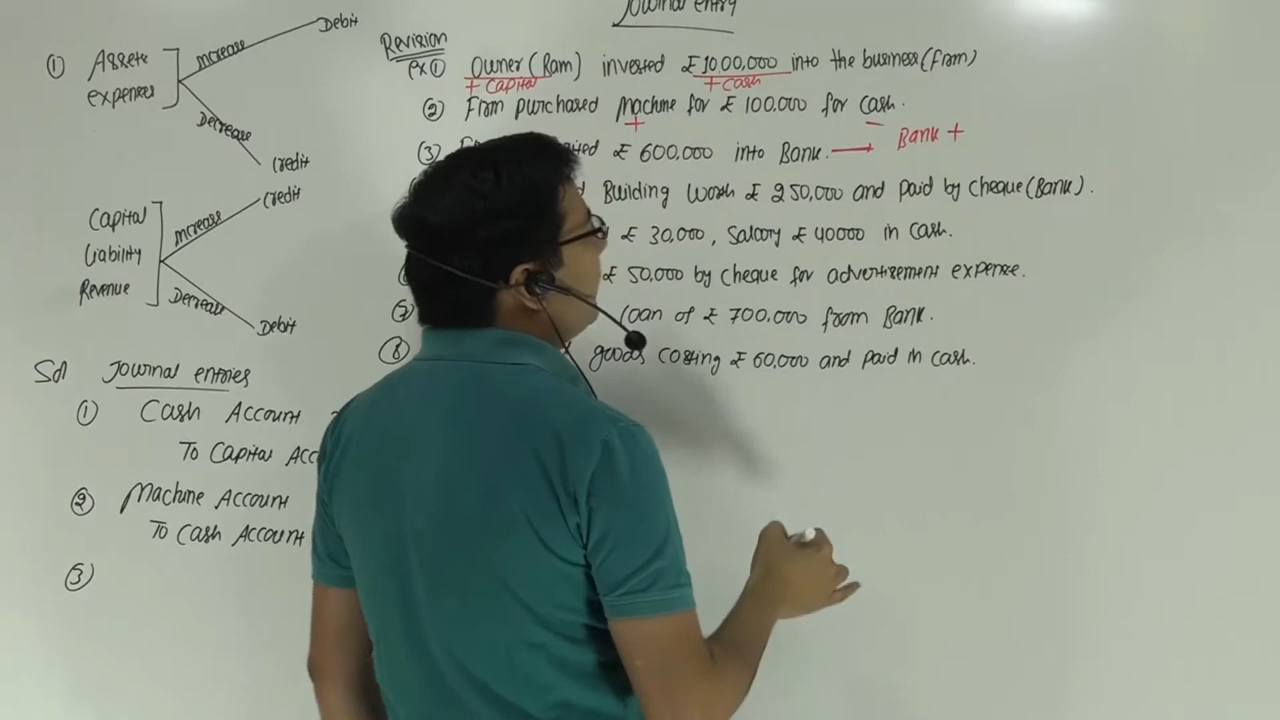 Journal entry
① Assets
expenses
Increase
Debit
Decrease
credit
Capital
Liability
Revenue
Increase
credit
Decrease
Debit
Revision
ex① Owner (Ram) invested £ 1000,000 into the business (firm)
+ Capital + Cash
② Firm purchased Machine for £ 100,000 for cash.
+ −
③ £ 600,000 into Bank. → Bank +
Building worth £ 250,000 and paid by cheque (Bank).
£ 30,000, Salary £ 40000 in cash.
£ 50,000 by cheque for advertisement expense.
⑦ loan of £ 700,000 from Bank.
⑧ goods costing £ 60,000 and paid in cash.
Sol Journal entries
① Cash Account
To Capital Acc
② Machine Account
To Cash Account
③